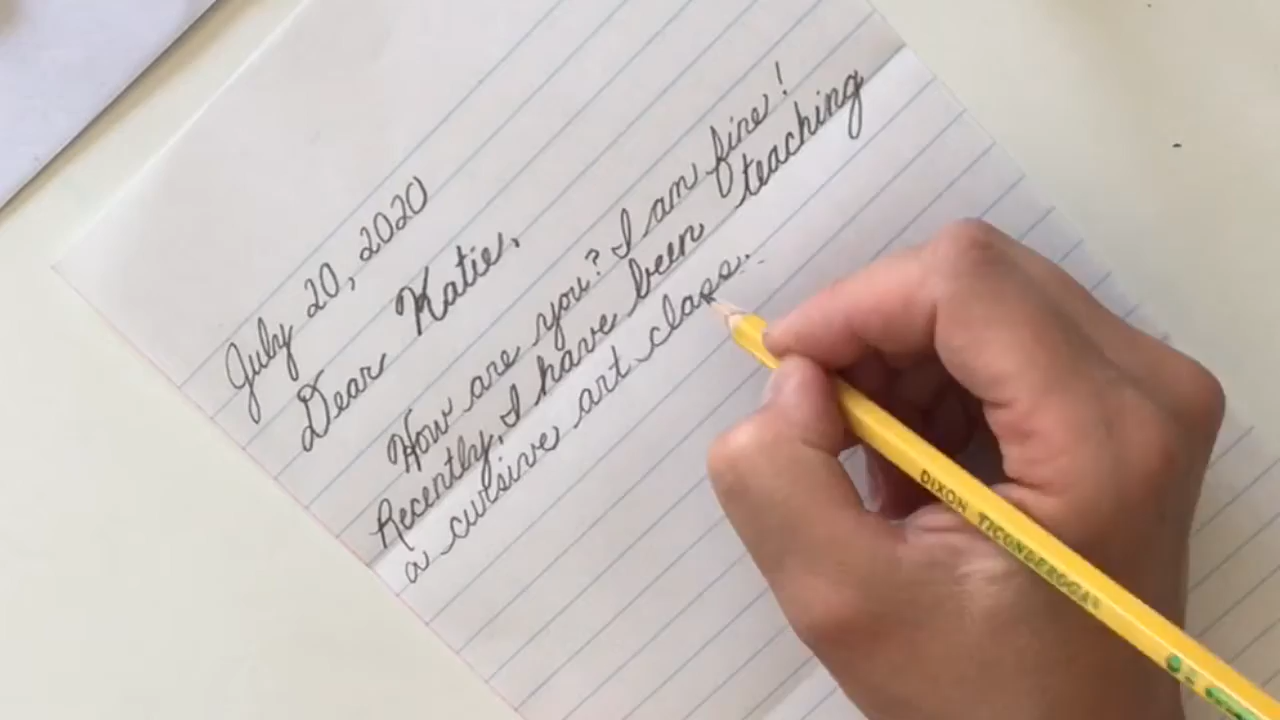 July 20, 2020
Dear Katie,
How are you? I am fine!
Recently, I have been teaching
a cursive art class.
DIXON TICONDEROGA®